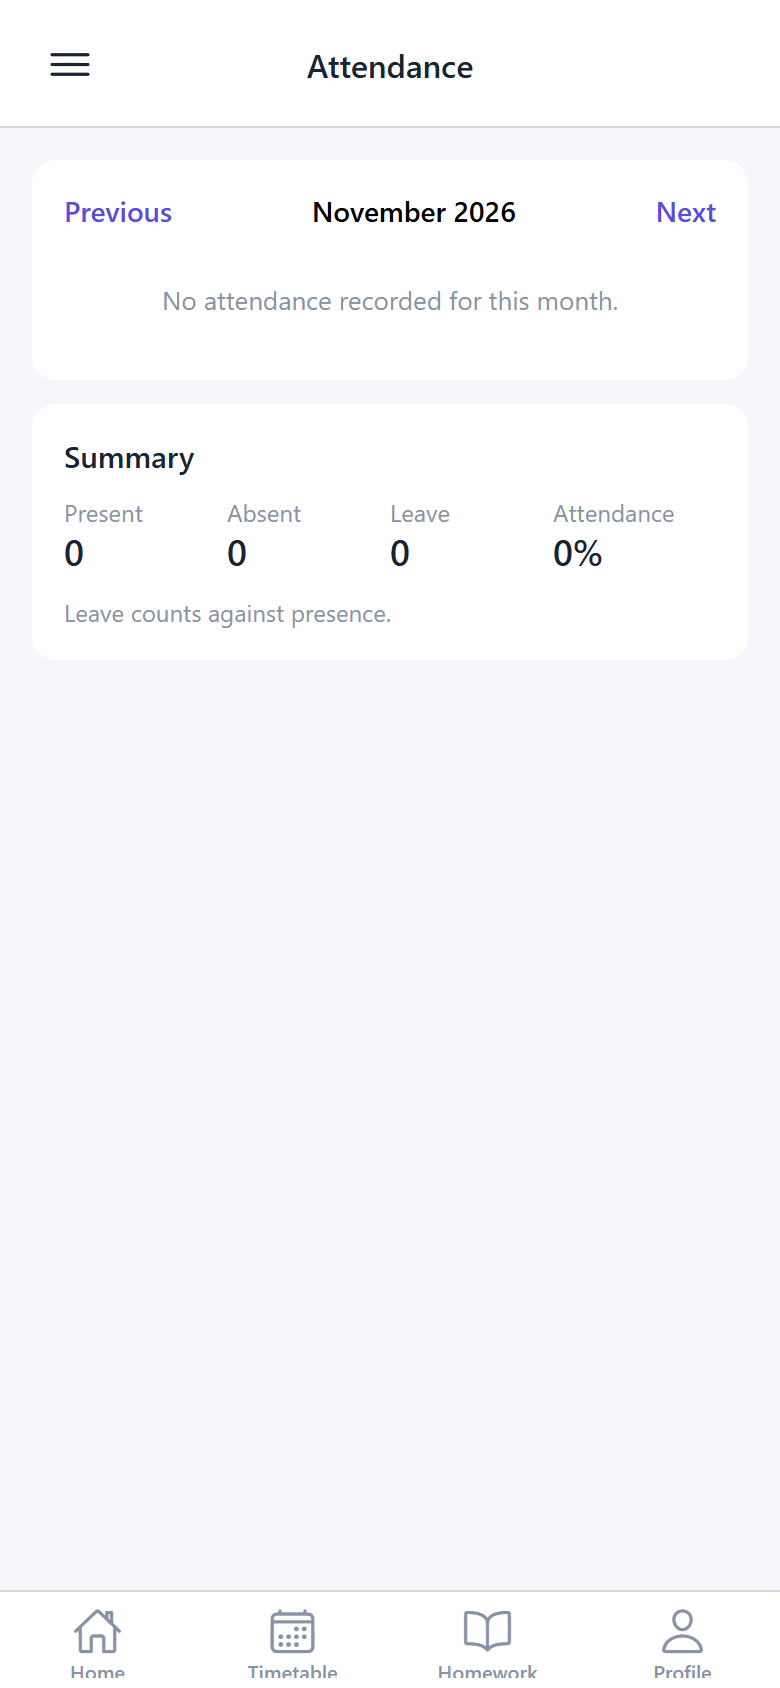 Attendance
Previous November 2026 Next
No attendance recorded for this month.
Summary
Present Absent Leave Attendance
0 0 0 0%
Leave counts against presence.
Home Timetable Homework Profile